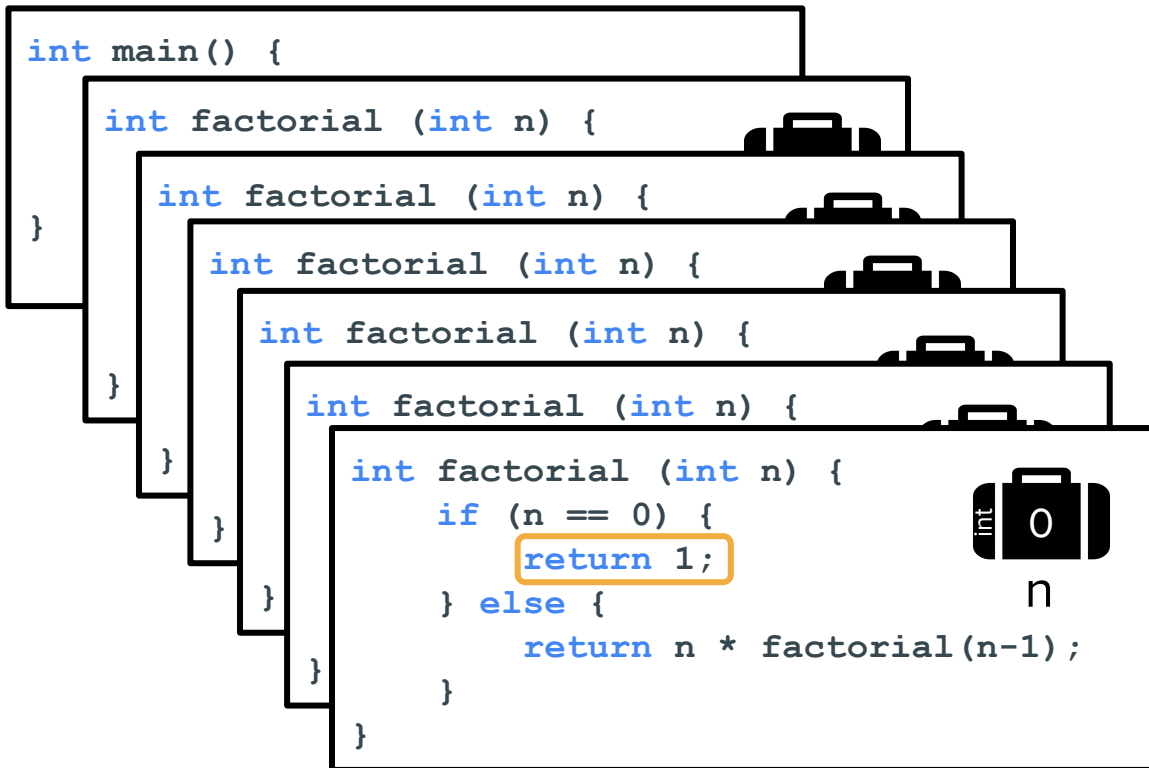 int main() {
}
int factorial (int n) {
}
int factorial (int n) {
}
int factorial (int n) {
}
int factorial (int n) {
}
int factorial (int n) {
}
int factorial (int n) {
if (n == 0) {
return 1;
} else {
return n * factorial(n-1);
}
}
int
0
n